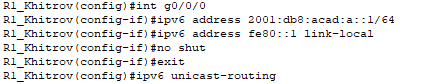 R1_Khitrov(config)#int g0/0/0
R1_Khitrov(config-if)#ipv6 address 2001:db8:acad:a::1/64
R1_Khitrov(config-if)#ipv6 address fe80::1 link-local
R1_Khitrov(config-if)#no shut
R1_Khitrov(config-if)#exit
R1_Khitrov(config)#ipv6 unicast-routing